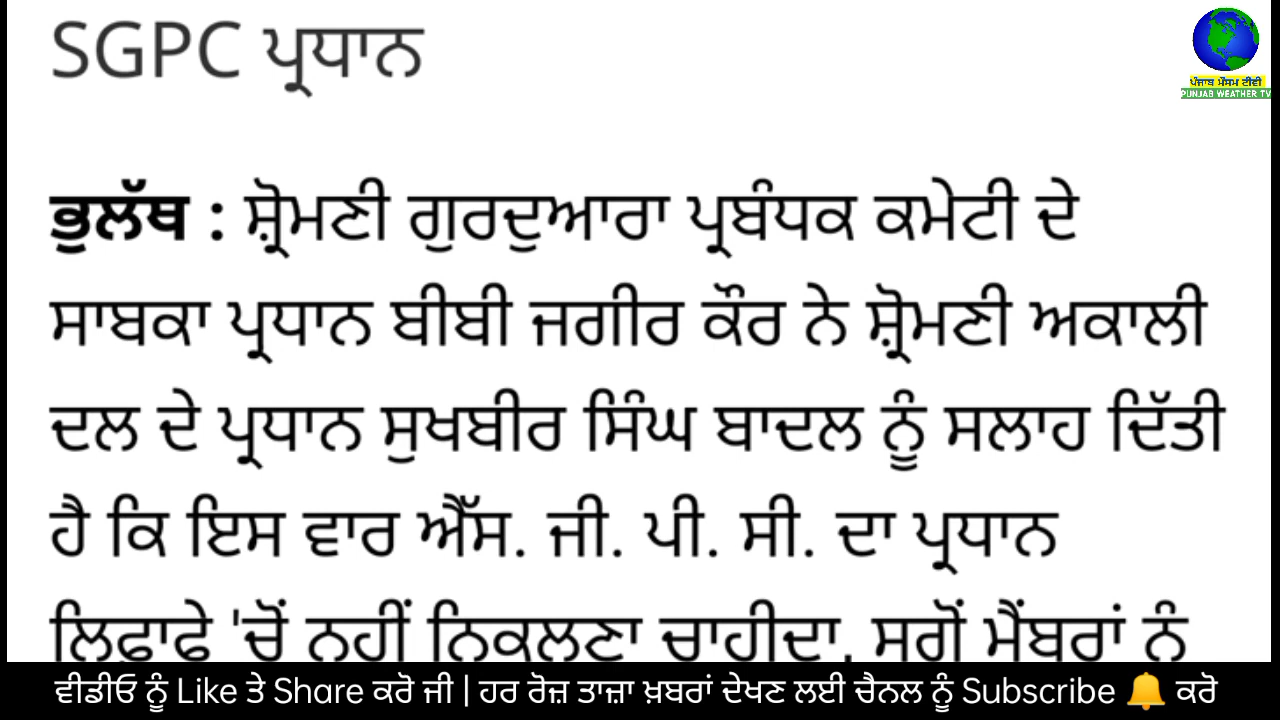 SGPC ਪ੍ਰਧਾਨ
ਪੰਜਾਬ ਮੌਸਮ ਟੀਵੀ
PUNJAB WEATHER TV
ਭੁਲੱਥ : ਸ਼੍ਰੋਮਣੀ ਗੁਰਦੁਆਰਾ ਪ੍ਰਬੰਧਕ ਕਮੇਟੀ ਦੇ
ਸਾਬਕਾ ਪ੍ਰਧਾਨ ਬੀਬੀ ਜਗੀਰ ਕੌਰ ਨੇ ਸ਼੍ਰੋਮਣੀ ਅਕਾਲੀ
ਦਲ ਦੇ ਪ੍ਰਧਾਨ ਸੁਖਬੀਰ ਸਿੰਘ ਬਾਦਲ ਨੂੰ ਸਲਾਹ ਦਿੱਤੀ
ਹੈ ਕਿ ਇਸ ਵਾਰ ਐੱਸ. ਜੀ. ਪੀ. ਸੀ. ਦਾ ਪ੍ਰਧਾਨ
ਲਿਫ਼ਾਫੇ 'ਚੋਂ ਨਹੀਂ ਨਿਕਲਣਾ ਚਾਹੀਦਾ, ਸਗੋਂ ਮੈਂਬਰਾਂ ਨੂੰ
ਵੀਡੀਓ ਨੂੰ Like ਤੇ Share ਕਰੋ ਜੀ | ਹਰ ਰੋਜ਼ ਤਾਜ਼ਾ ਖ਼ਬਰਾਂ ਦੇਖਣ ਲਈ ਚੈਨਲ ਨੂੰ Subscribe 🔔 ਕਰੋ